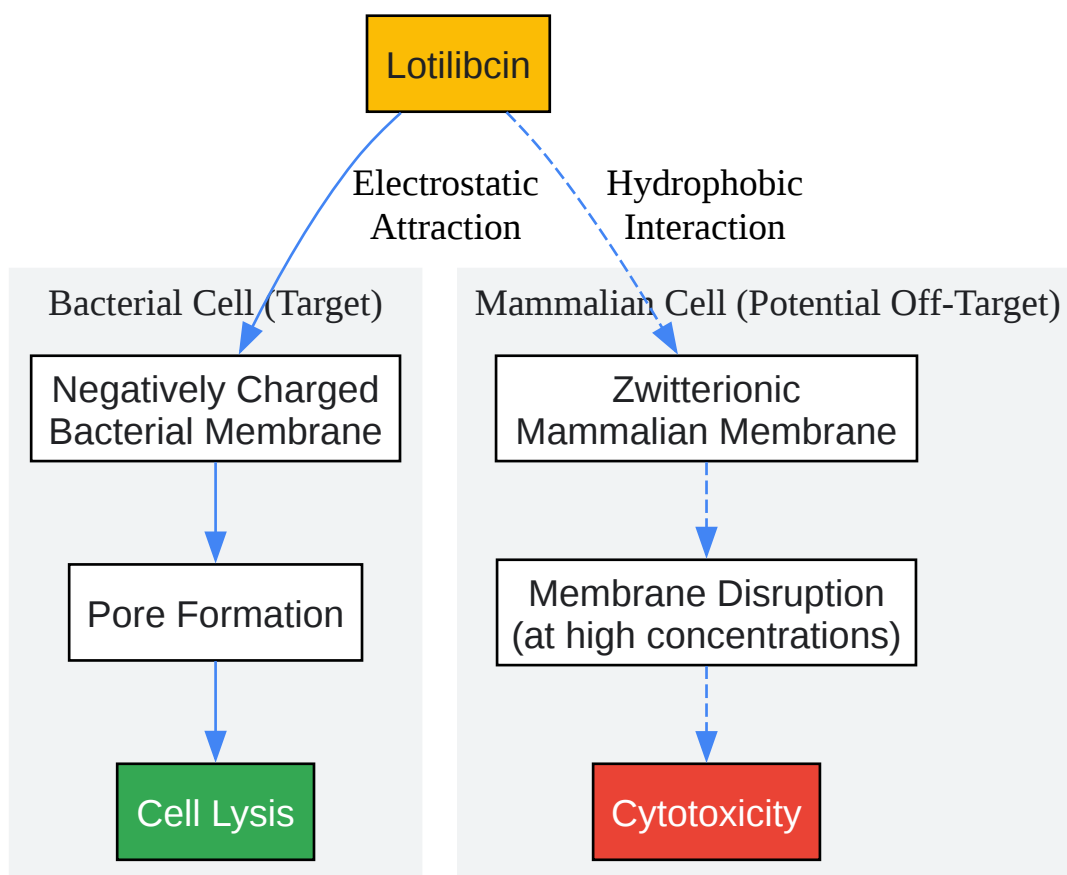 Lotilibcin
Electrostatic
Attraction
Hydrophobic
Interaction
Bacterial Cell (Target)
Mammalian Cell (Potential Off-Target)
Negatively Charged
Bacterial Membrane
Zwitterionic
Mammalian Membrane
Pore Formation
Membrane Disruption
(at high concentrations)
Cell Lysis
Cytotoxicity